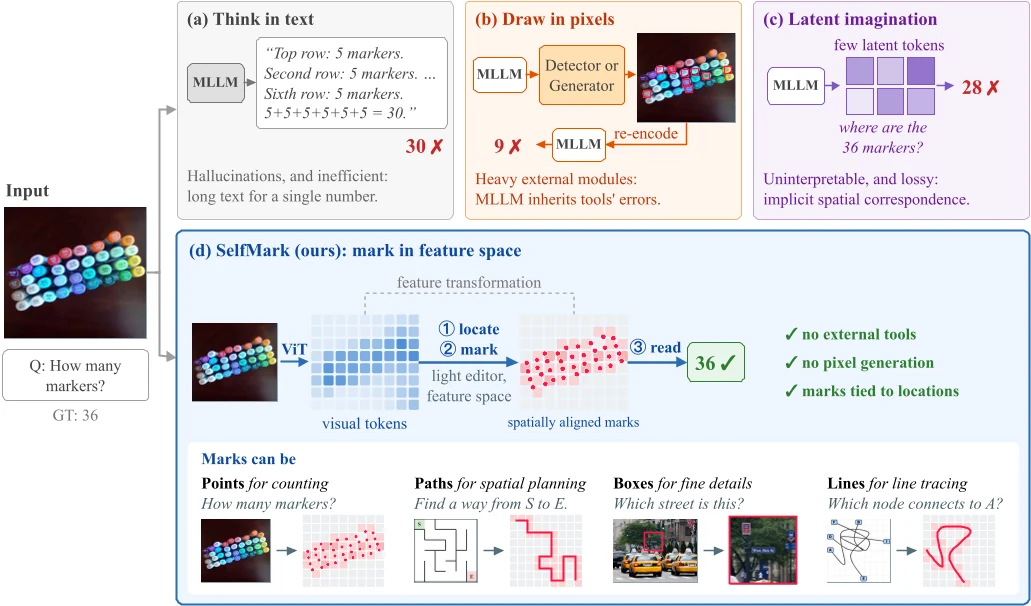 Input
Q: How many
markers?
GT: 36
(a) Think in text
MLLM
“Top row: 5 markers.
Second row: 5 markers. ...
Sixth row: 5 markers.
5+5+5+5+5+5 = 30.”
30 ✗
Hallucinations, and inefficient:
long text for a single number.
(b) Draw in pixels
MLLM
Detector or
Generator
re-encode
MLLM
9 ✗
Heavy external modules:
MLLM inherits tools' errors.
(c) Latent imagination
few latent tokens
MLLM
28 ✗
where are the
36 markers?
Uninterpretable, and lossy:
implicit spatial correspondence.
(d) SelfMark (ours): mark in feature space
feature transformation
ViT
① locate
② mark
light editor,
feature space
③ read
36 ✓
visual tokens
spatially aligned marks
✓ no external tools
✓ no pixel generation
✓ marks tied to locations
Marks can be
Points for counting
How many markers?
Paths for spatial planning
Find a way from S to E.
S
E
Boxes for fine details
Which street is this?
Lines for line tracing
Which node connects to A?